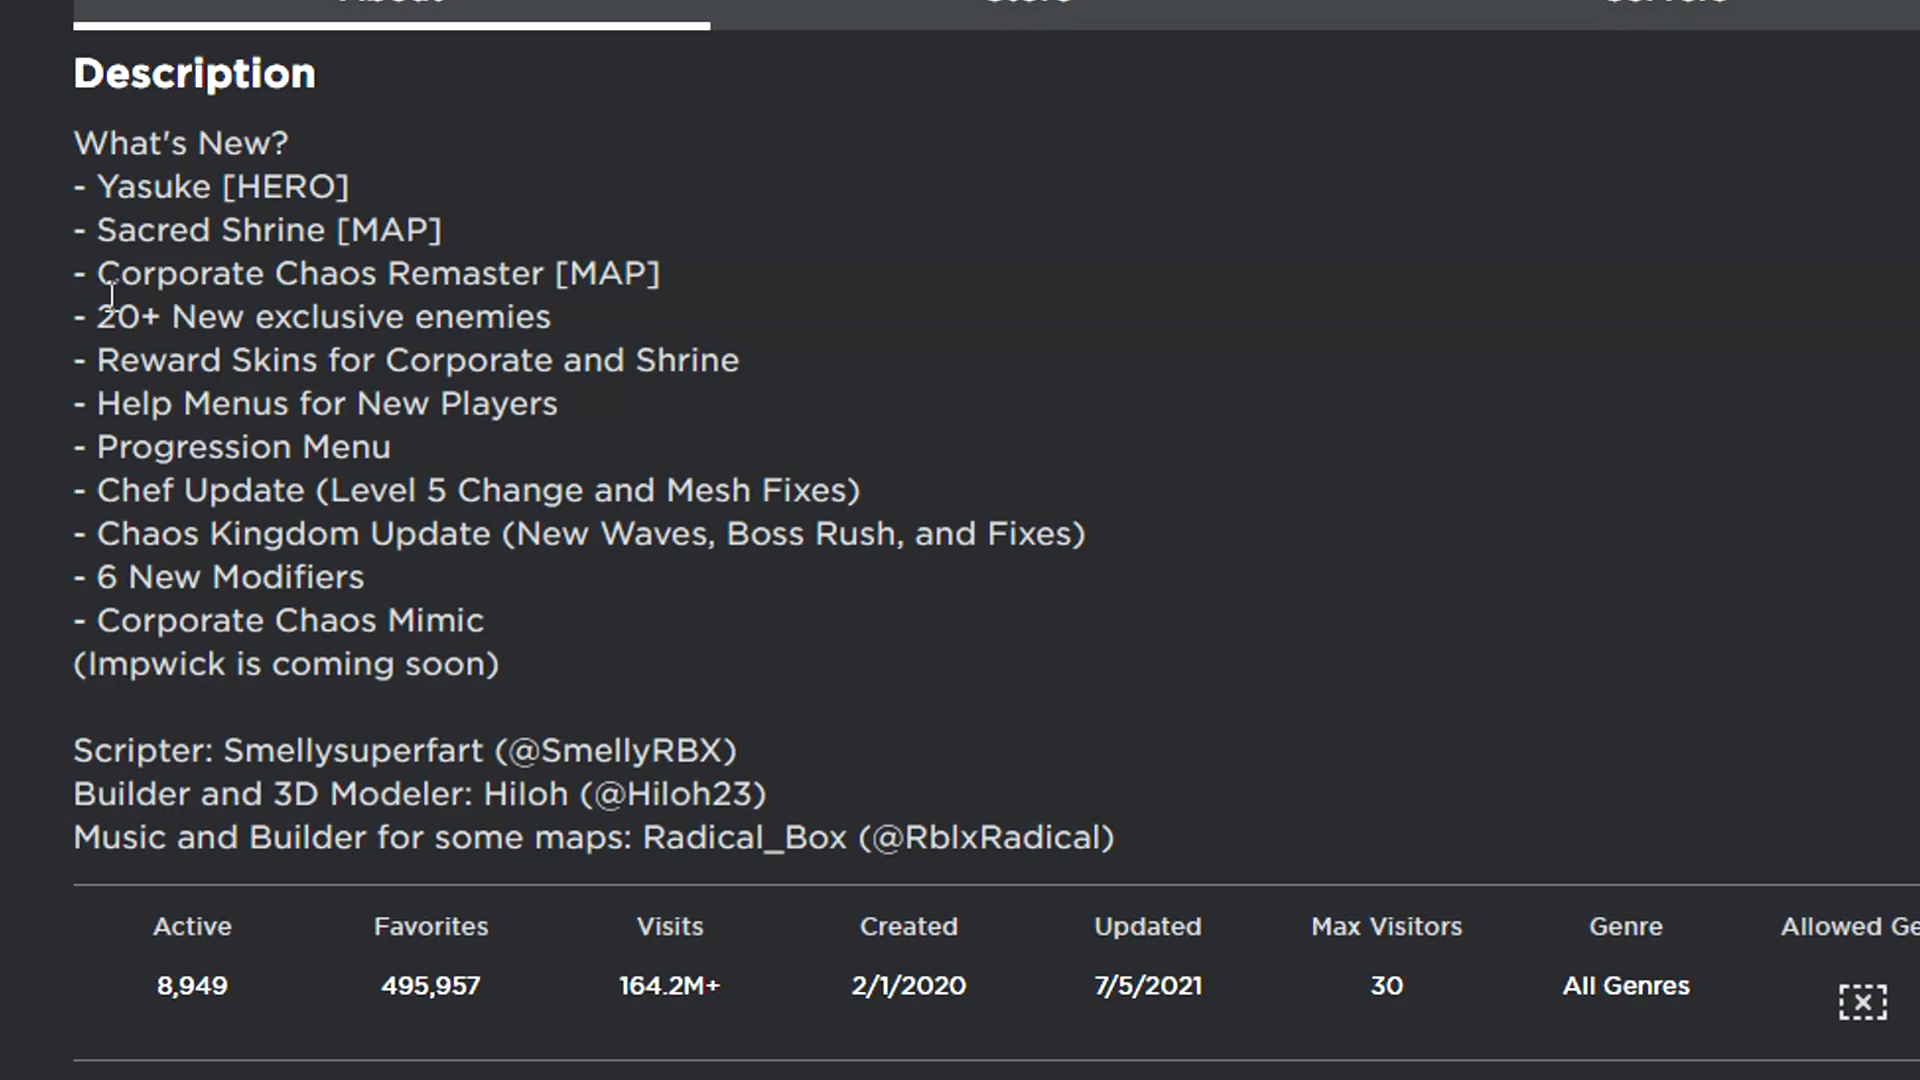 Description
What's New?
- Yasuke [HERO]
- Sacred Shrine [MAP]
- Corporate Chaos Remaster [MAP]
- 20+ New exclusive enemies
- Reward Skins for Corporate and Shrine
- Help Menus for New Players
- Progression Menu
- Chef Update (Level 5 Change and Mesh Fixes)
- Chaos Kingdom Update (New Waves, Boss Rush, and Fixes)
- 6 New Modifiers
- Corporate Chaos Mimic
(Impwick is coming soon)
Scripter: Smellysuperfart (@SmellyRBX)
Builder and 3D Modeler: Hiloh (@Hiloh23)
Music and Builder for some maps: Radical_Box (@RblxRadical)
Active Favorites Visits Created Updated Max Visitors Genre Allowed Ge
8,949 495,957 164.2M+ 2/1/2020 7/5/2021 30 All Genres